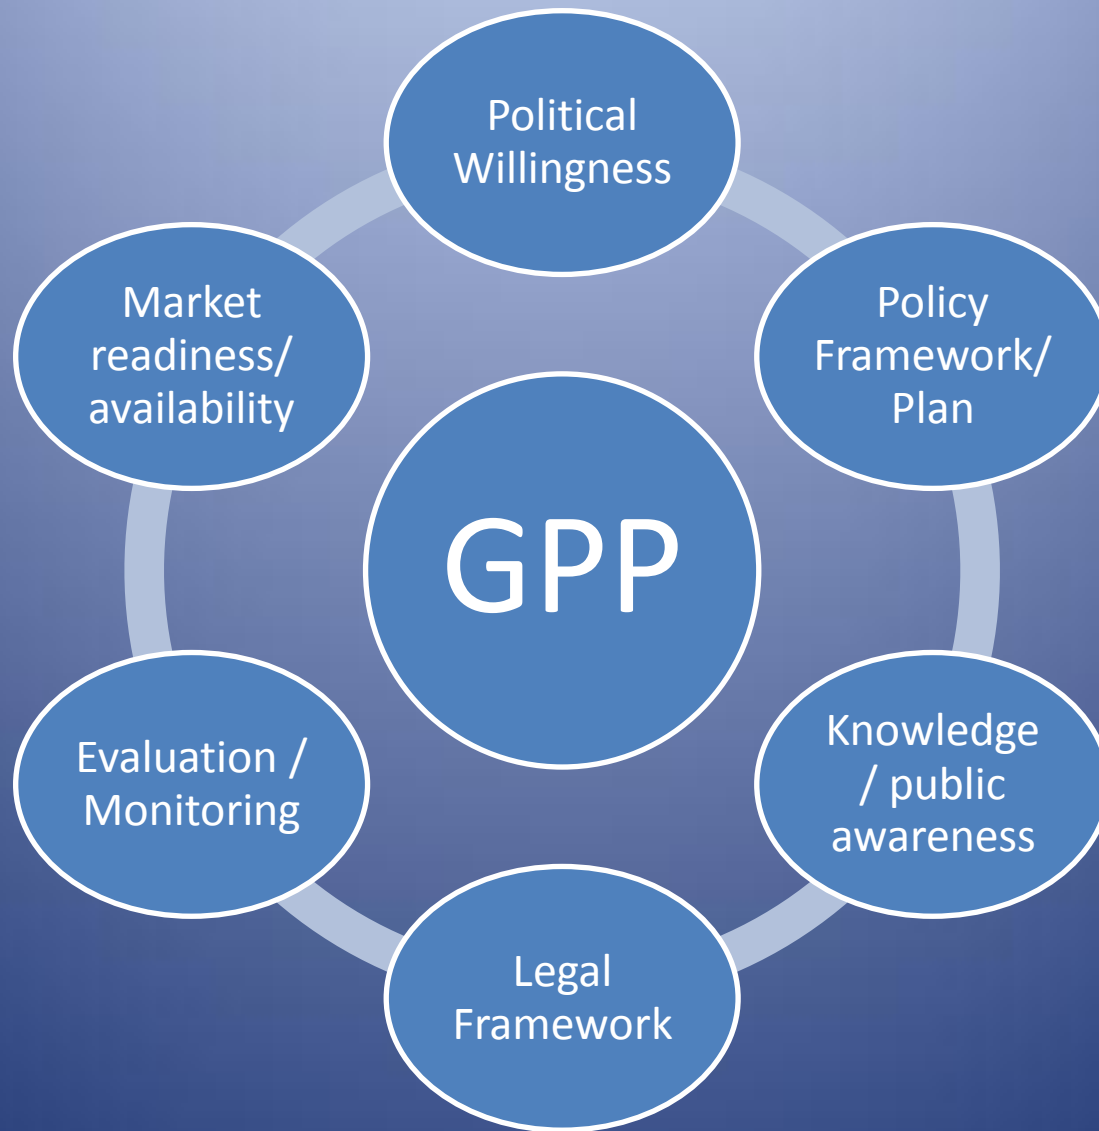 Political
Willingness
Policy
Framework/
Plan
Knowledge
/ public
awareness
Legal
Framework
Evaluation /
Monitoring
Market
readiness/
availability
GPP